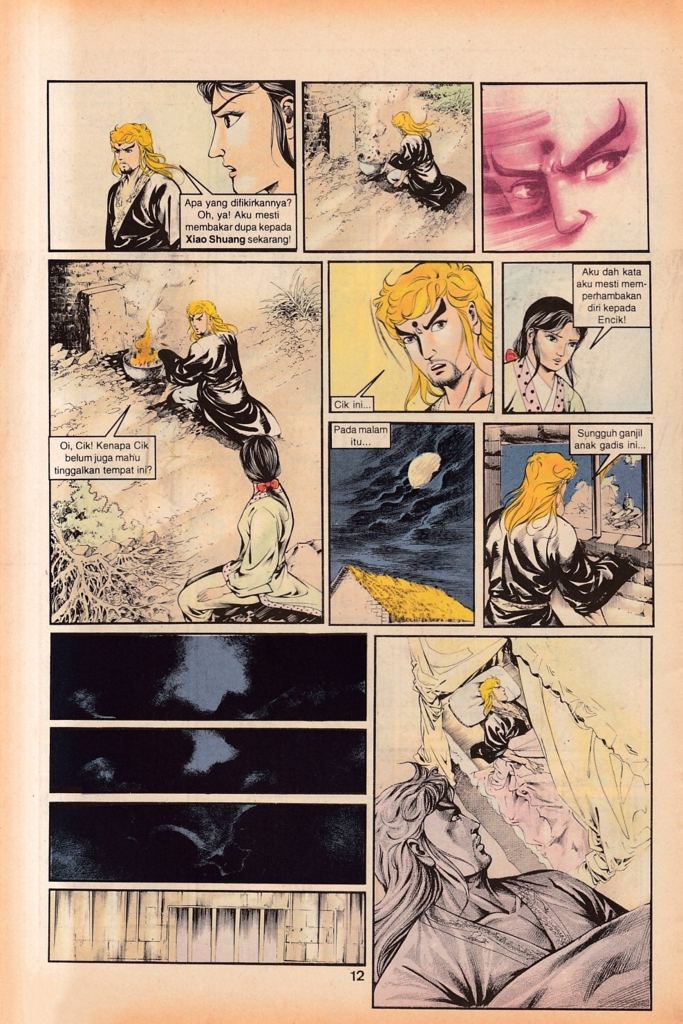 Apa yang difikirkannya?
Oh, ya! Aku mesti
membakar dupa kepada
Xiao Shuang sekarang!
Oi, Cik! Kenapa Cik
belum juga mahu
tinggalkan tempat ini?
Cik ini...
Aku dah kata
aku mesti mem-
perhambakan
diri kepada
Encik!
Pada malam
itu...
Sungguh ganjil
anak gadis ini...
12